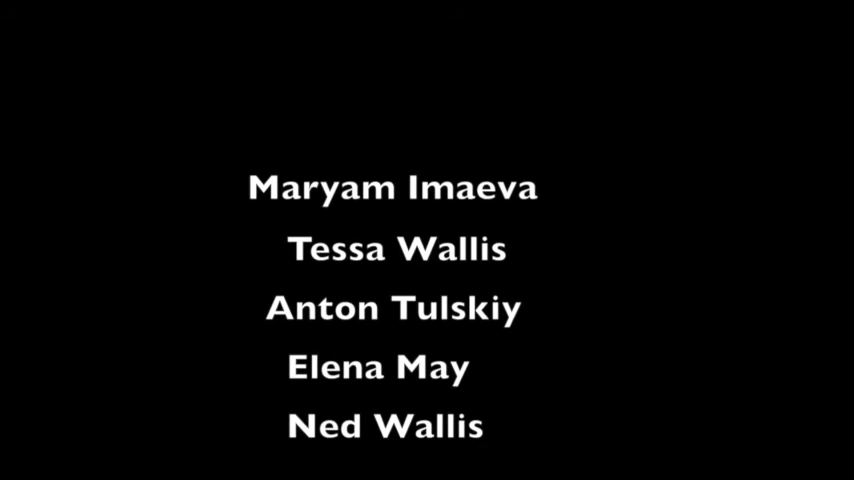 Maryam Imaeva
Tessa Wallis
Anton Tulskiy
Elena May
Ned Wallis